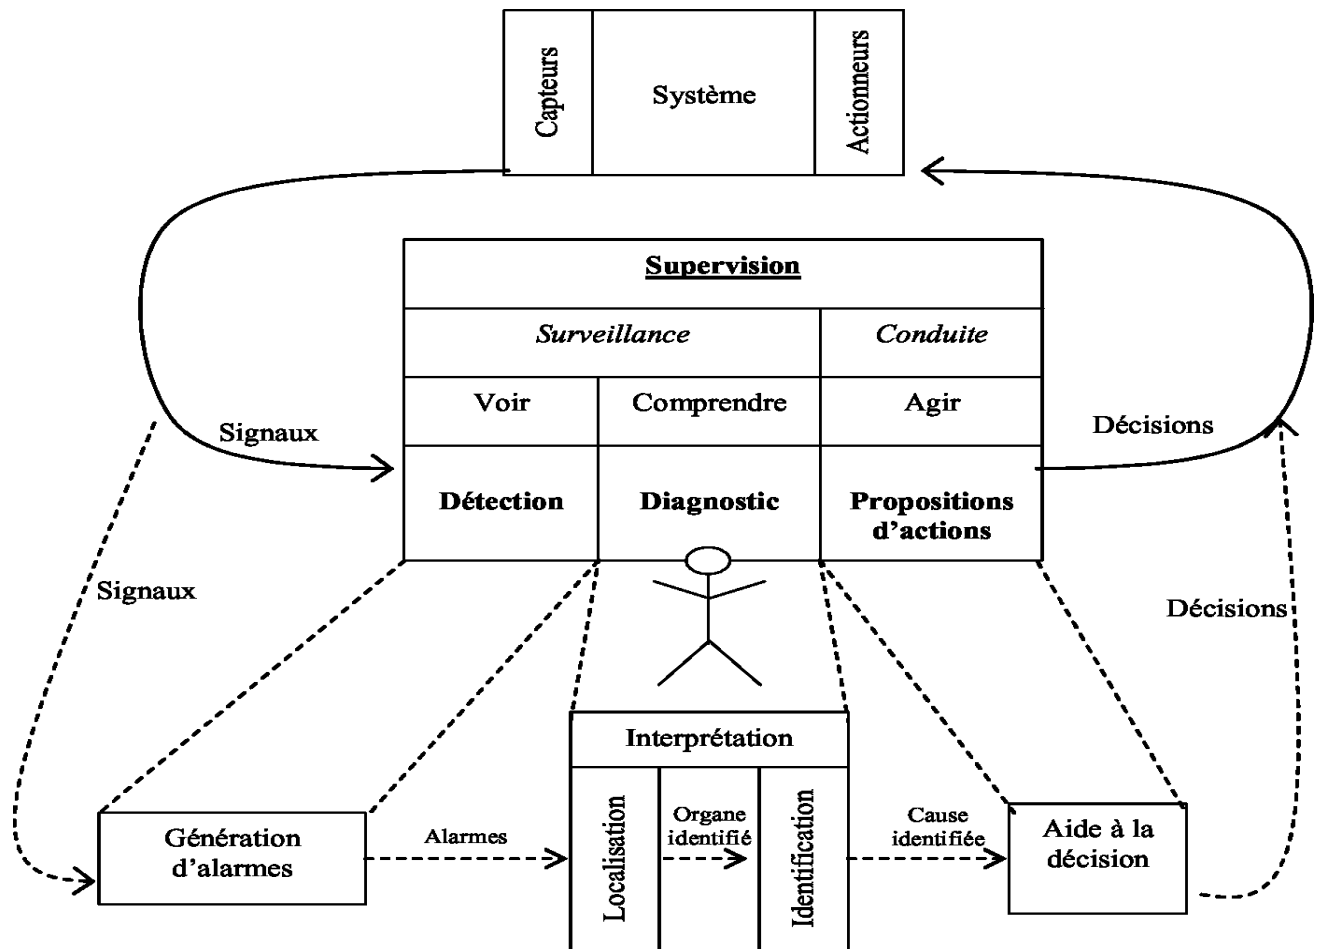 Capteurs
Système
Actionneurs
Supervision
Surveillance
Conduite
Voir
Comprendre
Agir
Signaux
Décisions
Détection
Diagnostic
Propositions
d'actions
Signaux
Décisions
Interprétation
Génération
d'alarmes
Alarmes
Localisation
Organe
identifié
Identification
Cause
identifiée
Aide à la
décision